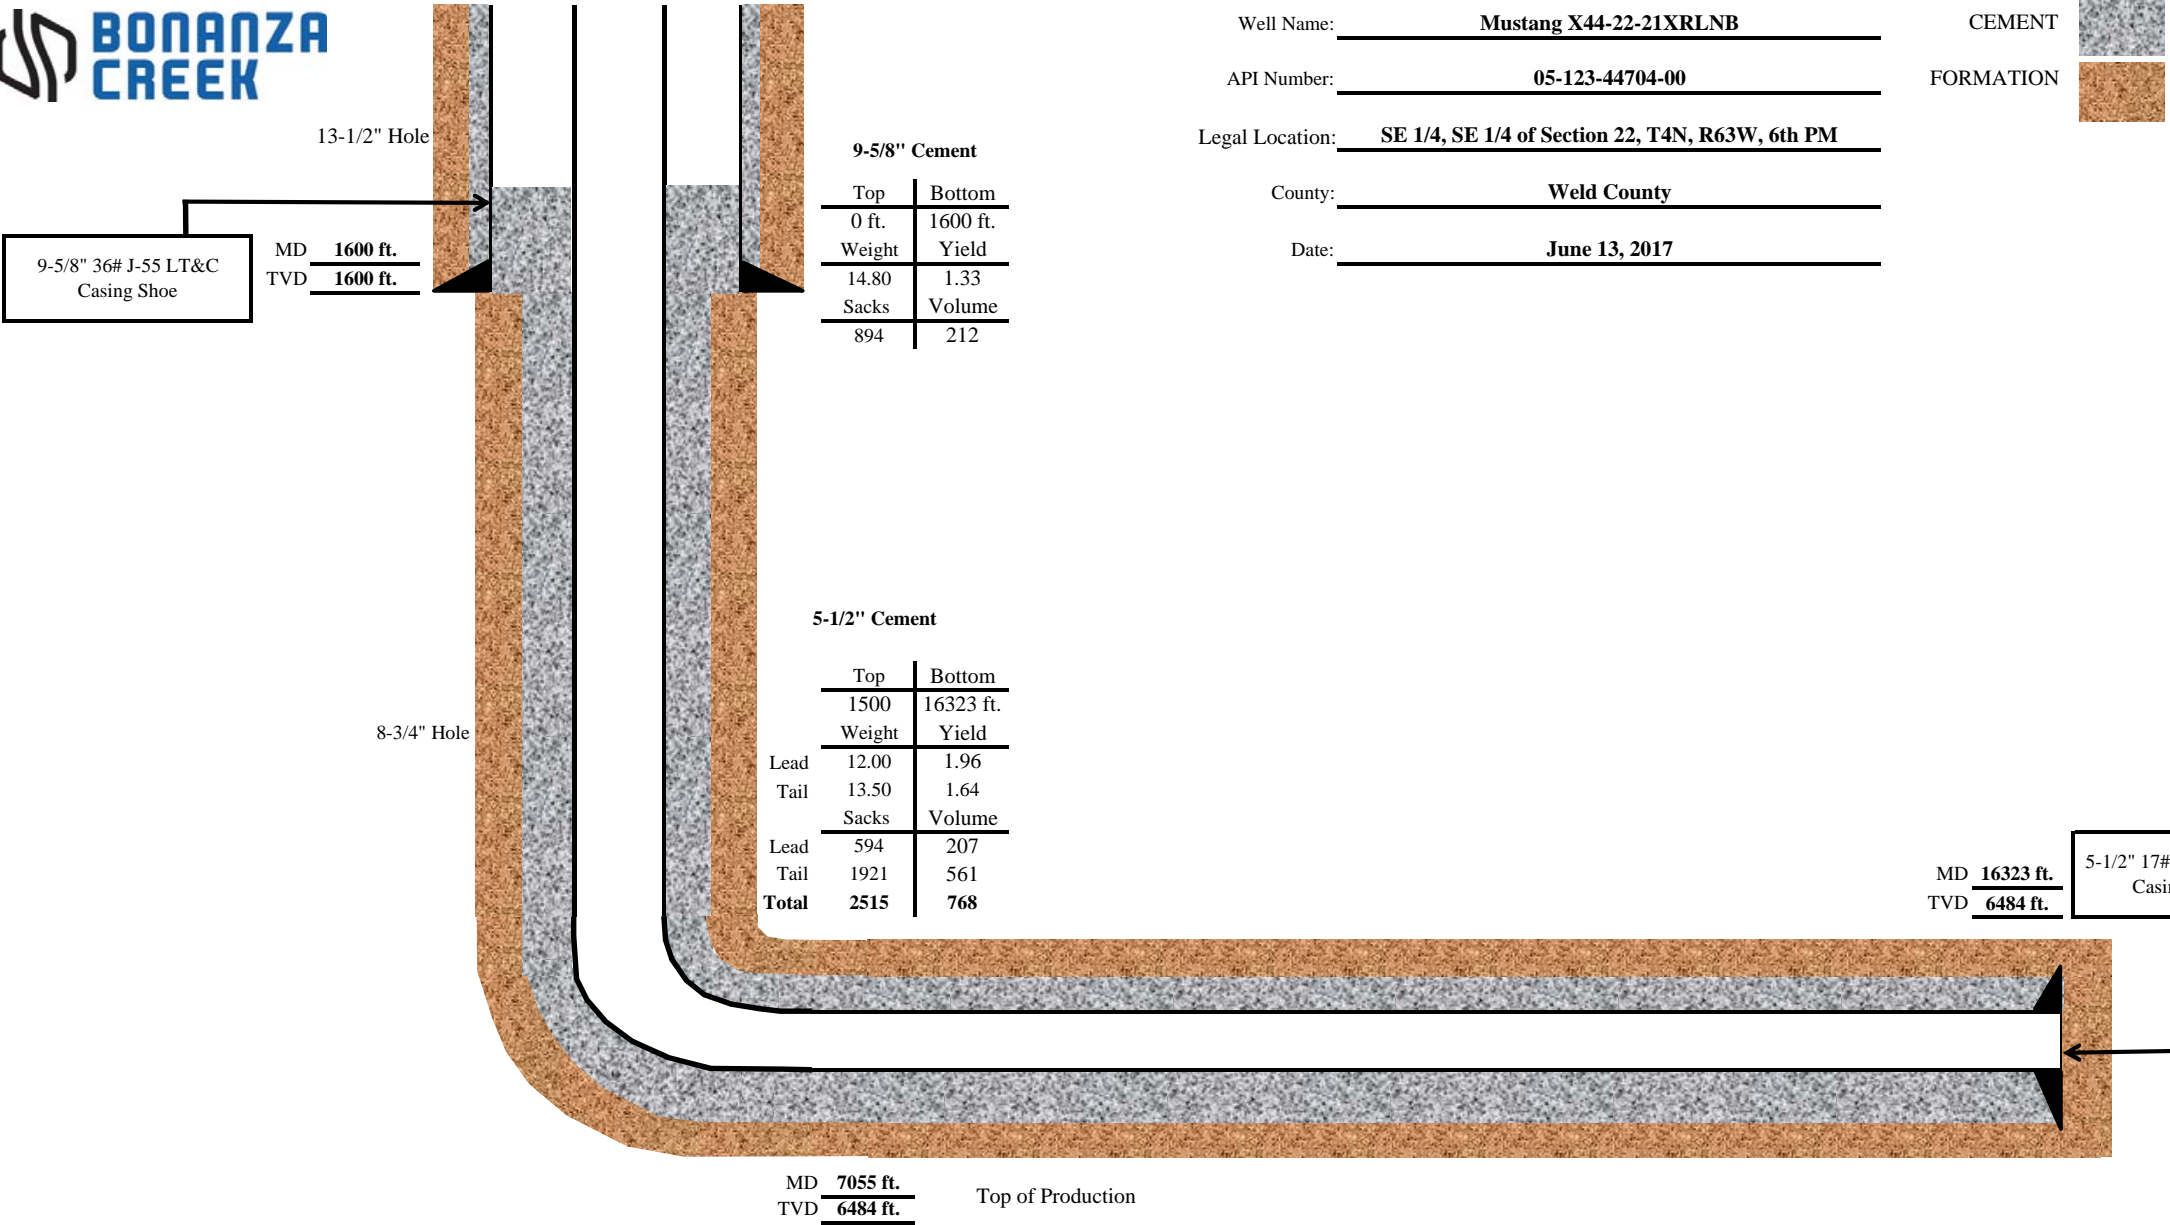 BONANZA
CREEK
Well Name: Mustang X44-22-21XRLNB
API Number: 05-123-44704-00
Legal Location: SE 1/4, SE 1/4 of Section 22, T4N, R63W, 6th PM
County: Weld County
Date: June 13, 2017
CEMENT
FORMATION
13-1/2" Hole
9-5/8" 36# J-55 LT&C
Casing Shoe
MD 1600 ft.
TVD 1600 ft.
9-5/8" Cement
Top Bottom
0 ft. 1600 ft.
Weight Yield
14.80 1.33
Sacks Volume
894 212
8-3/4" Hole
5-1/2" Cement
Top Bottom
1500 16323 ft.
Weight Yield
Lead 12.00 1.96
Tail 13.50 1.64
Sacks Volume
Lead 594 207
Tail 1921 561
Total 2515 768
MD 16323 ft.
TVD 6484 ft.
5-1/2" 17#
MD 7055 ft.
TVD 6484 ft.
Top of Production